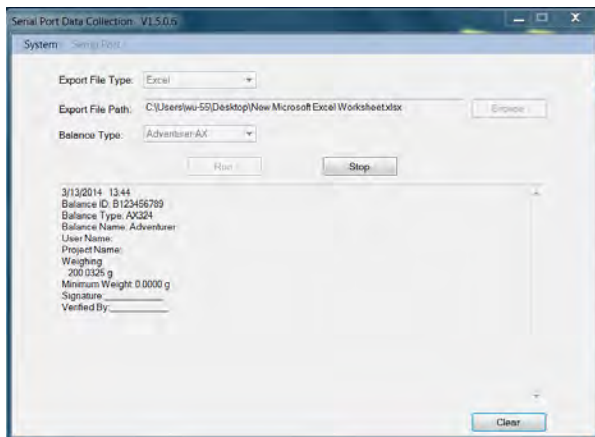 Serial Port Data Collection V1.5.0.6
System Serial Port
Export File Type: Excel
Export File Path: C:\Users\wu-55\Desktop\New Microsoft Excel Worksheet.xlsx Browse
Balance Type: Adventurer-AX
Run Stop
3/13/2014 13:44
Balance ID: B123456789
Balance Type: AX324
Balance Name: Adventurer
User Name:
Project Name:
Weighing
200.0325 g
Minimum Weight: 0.0000 g
Signature:___________
Verified By:___________
Clear